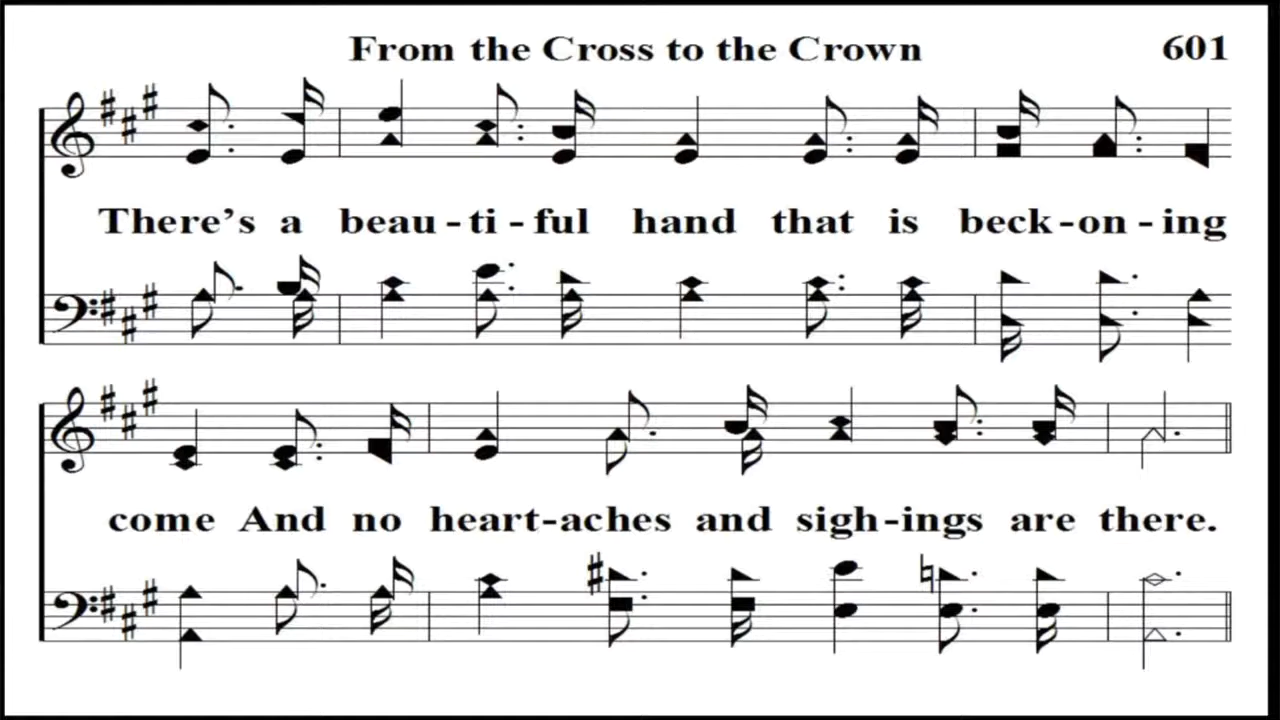 From the Cross to the Crown 601
There's a beau - ti - ful hand that is beck - on - ing
come And no heart - aches and sigh - ings are there.